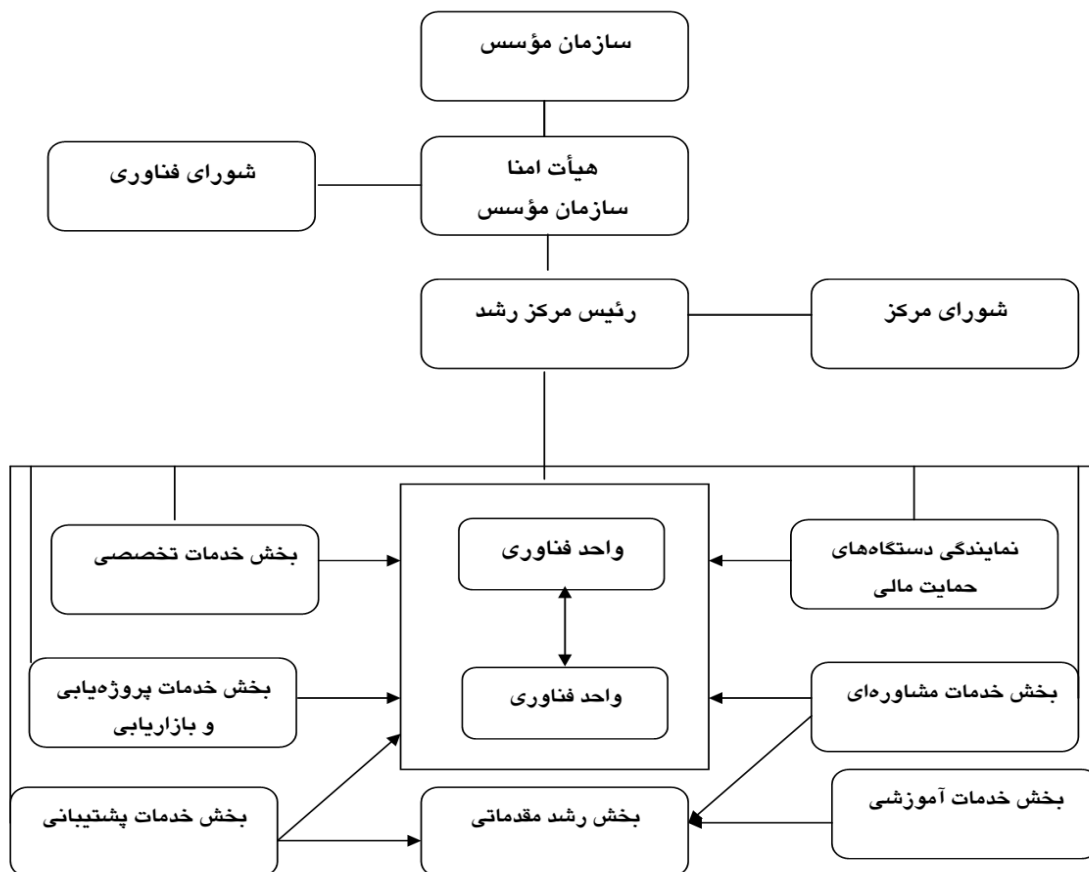 سازمان مؤسس
هیأت امنا
سازمان مؤسس
شورای فناوری
رئیس مرکز رشد
شورای مرکز
نمایندگی دستگاه‌های
حمایت مالی
واحد فناوری
بخش خدمات تخصصی
بخش خدمات مشاوره‌ای
واحد فناوری
بخش خدمات پروژه‌یابی
و بازاریابی
بخش خدمات آموزشی
بخش رشد مقدماتی
بخش خدمات پشتیبانی